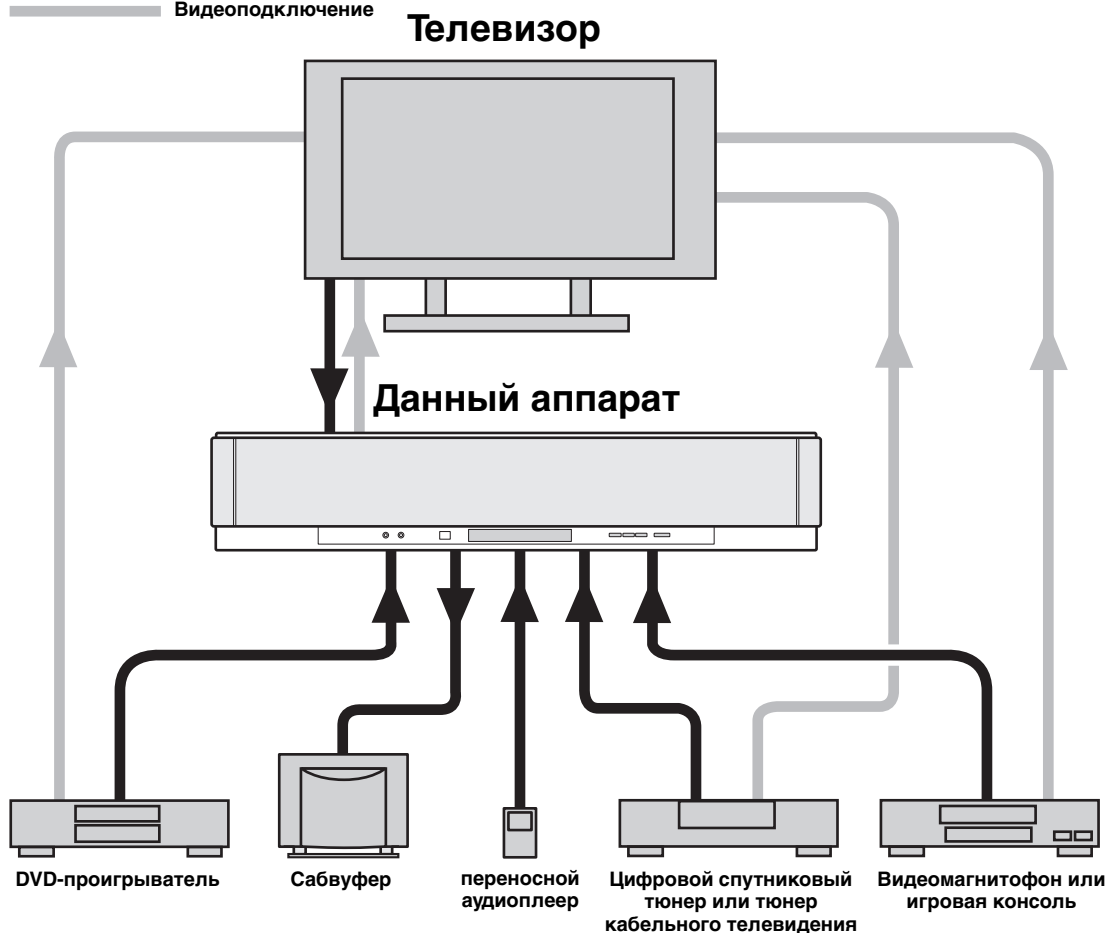 Видеоподключение
Телевизор
Данный аппарат
DVD-проигрыватель
Сабвуфер
переносной
аудиоплеер
Цифровой спутниковый
тюнер или тюнер
кабельного телевидения
Видеомагнитофон или
игровая консоль